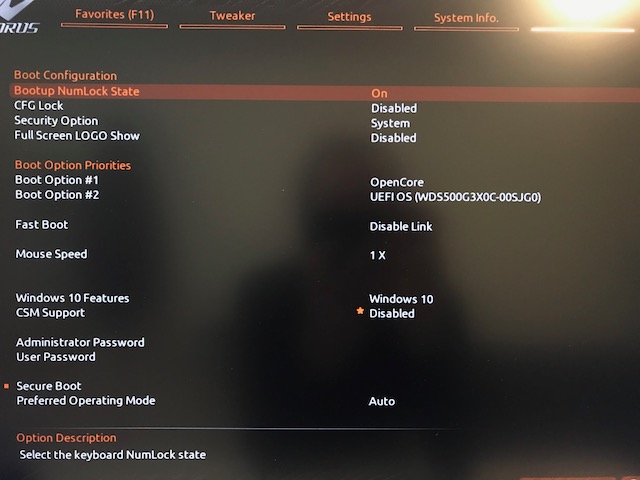 ORUS
Favorites (F11) Tweaker Settings System Info.
Boot Configuration
Bootup NumLock State On
CFG Lock Disabled
Security Option System
Full Screen LOGO Show Disabled
Boot Option Priorities
Boot Option #1 OpenCore
Boot Option #2 UEFI OS (WDS500G3X0C-00SJG0)
Fast Boot Disable Link
Mouse Speed 1 X
Windows 10 Features Windows 10
CSM Support Disabled
Administrator Password
User Password
Secure Boot
Preferred Operating Mode Auto
Option Description
Select the keyboard NumLock state